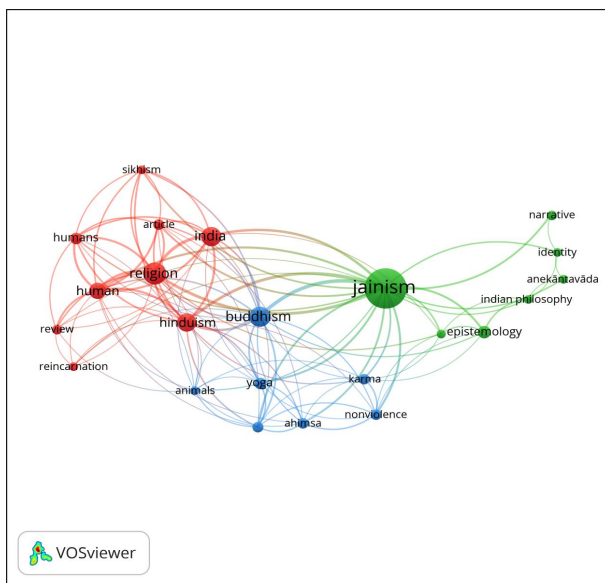 sikhism
narrative
article
humans
india
identity
religion
anekāntavāda
human
jainism
indian philosophy
hinduism
buddhism
review
epistemology
reincarnation
karma
yoga
animals
nonviolence
ahimsa
VOSviewer